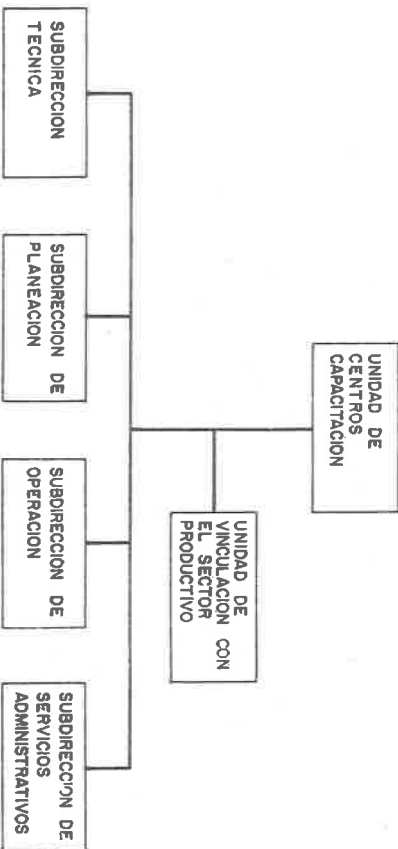 UNIDAD DE
CENTROS
CAPACITACION
UNIDAD DE
VINCULACION CON
EL SECTOR
PRODUCTIVO
SUBDIRECCION
TECNICA
SUBDIRECCION DE
PLANEACION
SUBDIRECCION DE
OPERACION
SUBDIRECCION DE
SERVICIOS
ADMINISTRATIVOS